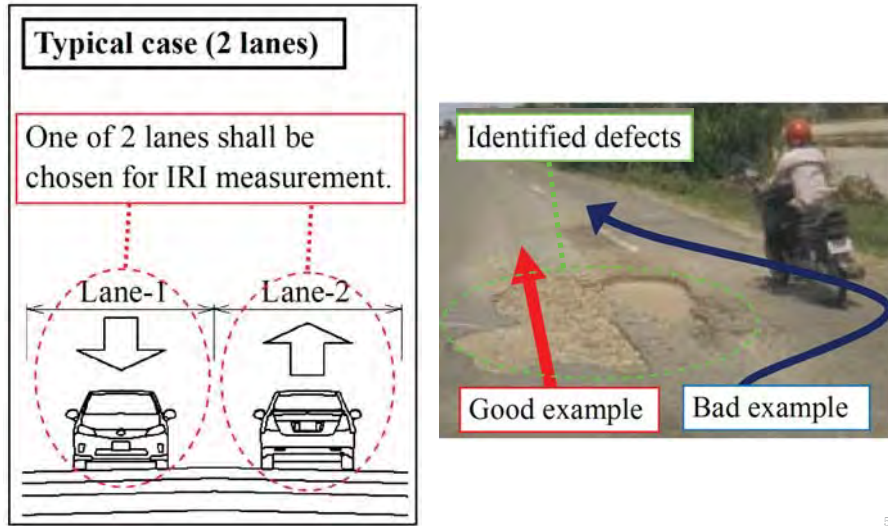 Typical case (2 lanes)
One of 2 lanes shall be
chosen for IRI measurement.
Lane-1
Lane-2
Identified defects
Good example
Bad example